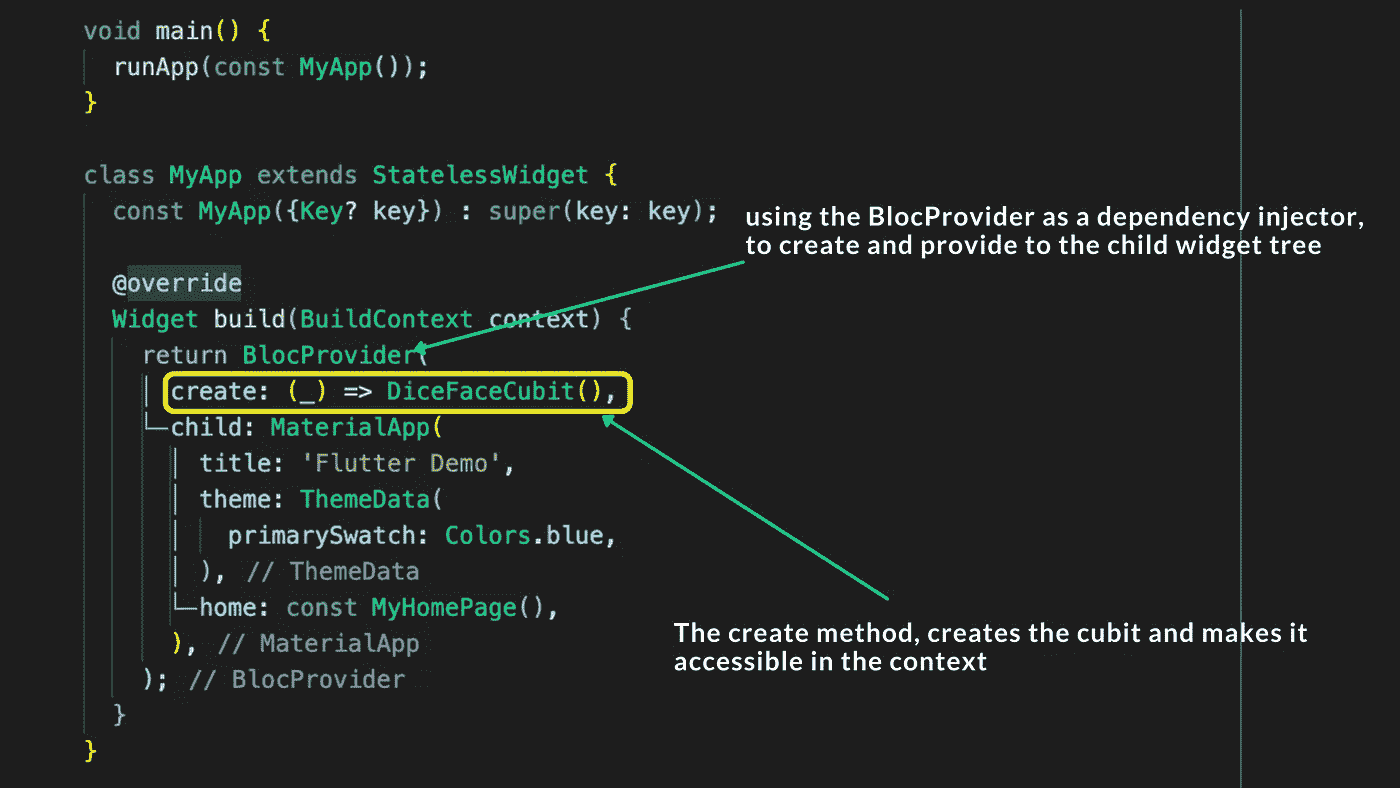 void main() {
runApp(const MyApp());
}
class MyApp extends StatelessWidget {
const MyApp({Key? key}) : super(key: key);
using the BlocProvider as a dependency injector,
to create and provide to the child widget tree
@override
Widget build(BuildContext context) {
return BlocProvider(
create: (_) => DiceFaceCubit(),
child: MaterialApp(
title: 'Flutter Demo',
theme: ThemeData(
primarySwatch: Colors.blue,
), // ThemeData
home: const MyHomePage(),
), // MaterialApp
The create method, creates the cubit and makes it
accessible in the context
); // BlocProvider
}
}